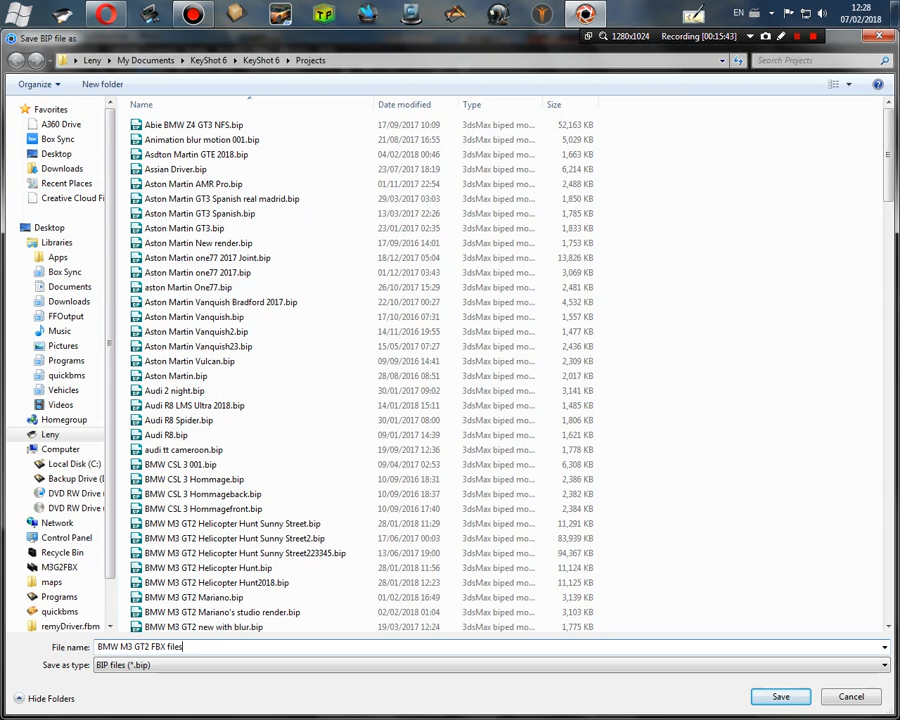 TP
EN
12:28
07/02/2018
1280x1024
Recording [00:15:43]
Save BIP file as
Leny
My Documents
KeyShot 6
KeyShot 6
Projects
Search Projects
Organize
New folder
Name
Date modified
Type
Size
Favorites
A360 Drive
Box Sync
Desktop
Downloads
Recent Places
Creative Cloud Fi
Desktop
Libraries
Apps
Box Sync
Documents
Downloads
FFOutput
Music
Pictures
Programs
quickbms
Vehicles
Videos
Homegroup
Leny
Computer
Local Disk (C:)
Backup Drive (
DVD RW Drive
DVD RW Drive
Network
Control Panel
Recycle Bin
M3G2FBX
maps
Programs
quickbms
remyDriver.fbm
Abie BMW Z4 GT3 NFS.bip 17/09/2017 10:09 3dsMax biped mo... 52,163 KB
Animation blur motion 001.bip 21/08/2017 16:55 3dsMax biped mo... 5,029 KB
Asdton Martin GTE 2018.bip 04/02/2018 00:46 3dsMax biped mo... 1,663 KB
Assian Driver.bip 23/07/2017 18:19 3dsMax biped mo... 6,214 KB
Aston Martin AMR Pro.bip 01/11/2017 22:54 3dsMax biped mo... 2,488 KB
Aston Martin GT3 Spanish real madrid.bip 29/03/2017 03:03 3dsMax biped mo... 1,850 KB
Aston Martin GT3 Spanish.bip 13/03/2017 22:26 3dsMax biped mo... 1,785 KB
Aston Martin GT3.bip 23/01/2017 02:35 3dsMax biped mo... 1,833 KB
Aston Martin New render.bip 17/09/2016 14:01 3dsMax biped mo... 1,753 KB
Aston Martin one77 2017 Joint.bip 18/12/2017 05:04 3dsMax biped mo... 13,826 KB
Aston Martin one77 2017.bip 01/12/2017 03:43 3dsMax biped mo... 3,069 KB
aston Martin One77.bip 26/10/2017 15:29 3dsMax biped mo... 2,481 KB
Aston Martin Vanquish Bradford 2017.bip 22/10/2017 00:27 3dsMax biped mo... 4,532 KB
Aston Martin Vanquish.bip 17/10/2016 07:31 3dsMax biped mo... 1,557 KB
Aston Martin Vanquish2.bip 14/11/2016 19:55 3dsMax biped mo... 1,477 KB
Aston Martin Vanquish23.bip 15/05/2017 07:27 3dsMax biped mo... 2,436 KB
Aston Martin Vulcan.bip 09/09/2016 14:41 3dsMax biped mo... 2,309 KB
Aston Martin.bip 28/08/2016 08:51 3dsMax biped mo... 2,017 KB
Audi 2 night.bip 30/01/2017 09:02 3dsMax biped mo... 3,141 KB
Audi R8 LMS Ultra 2018.bip 14/01/2018 15:11 3dsMax biped mo... 1,485 KB
Audi R8 Spider.bip 30/01/2017 08:00 3dsMax biped mo... 1,806 KB
Audi R8.bip 09/01/2017 14:39 3dsMax biped mo... 1,621 KB
audi tt cameroon.bip 19/09/2017 12:36 3dsMax biped mo... 1,778 KB
BMW CSL 3 001.bip 09/04/2017 02:53 3dsMax biped mo... 6,308 KB
BMW CSL 3 Hommage.bip 10/09/2016 18:31 3dsMax biped mo... 2,386 KB
BMW CSL 3 Hommageback.bip 10/09/2016 18:37 3dsMax biped mo... 2,382 KB
BMW CSL 3 Hommagefront.bip 10/09/2016 17:40 3dsMax biped mo... 2,384 KB
BMW M3 GT2 Helicopter Hunt Sunny Street.bip 28/01/2018 11:29 3dsMax biped mo... 11,291 KB
BMW M3 GT2 Helicopter Hunt Sunny Street2.bip 17/06/2017 00:03 3dsMax biped mo... 83,939 KB
BMW M3 GT2 Helicopter Hunt Sunny Street223345.bip 13/06/2017 19:00 3dsMax biped mo... 94,367 KB
BMW M3 GT2 Helicopter Hunt.bip 28/01/2018 11:56 3dsMax biped mo... 11,124 KB
BMW M3 GT2 Helicopter Hunt2018.bip 28/01/2018 12:23 3dsMax biped mo... 11,125 KB
BMW M3 GT2 Mariano.bip 01/02/2018 16:49 3dsMax biped mo... 3,139 KB
BMW M3 GT2 Mariano's studio render.bip 02/02/2018 01:04 3dsMax biped mo... 3,103 KB
BMW M3 GT2 new with blur.bip 19/03/2017 12:24 3dsMax biped mo... 1,775 KB
File name: BMW M3 GT2 FBX files
Save as type: BIP files (*.bip)
Hide Folders
Save
Cancel